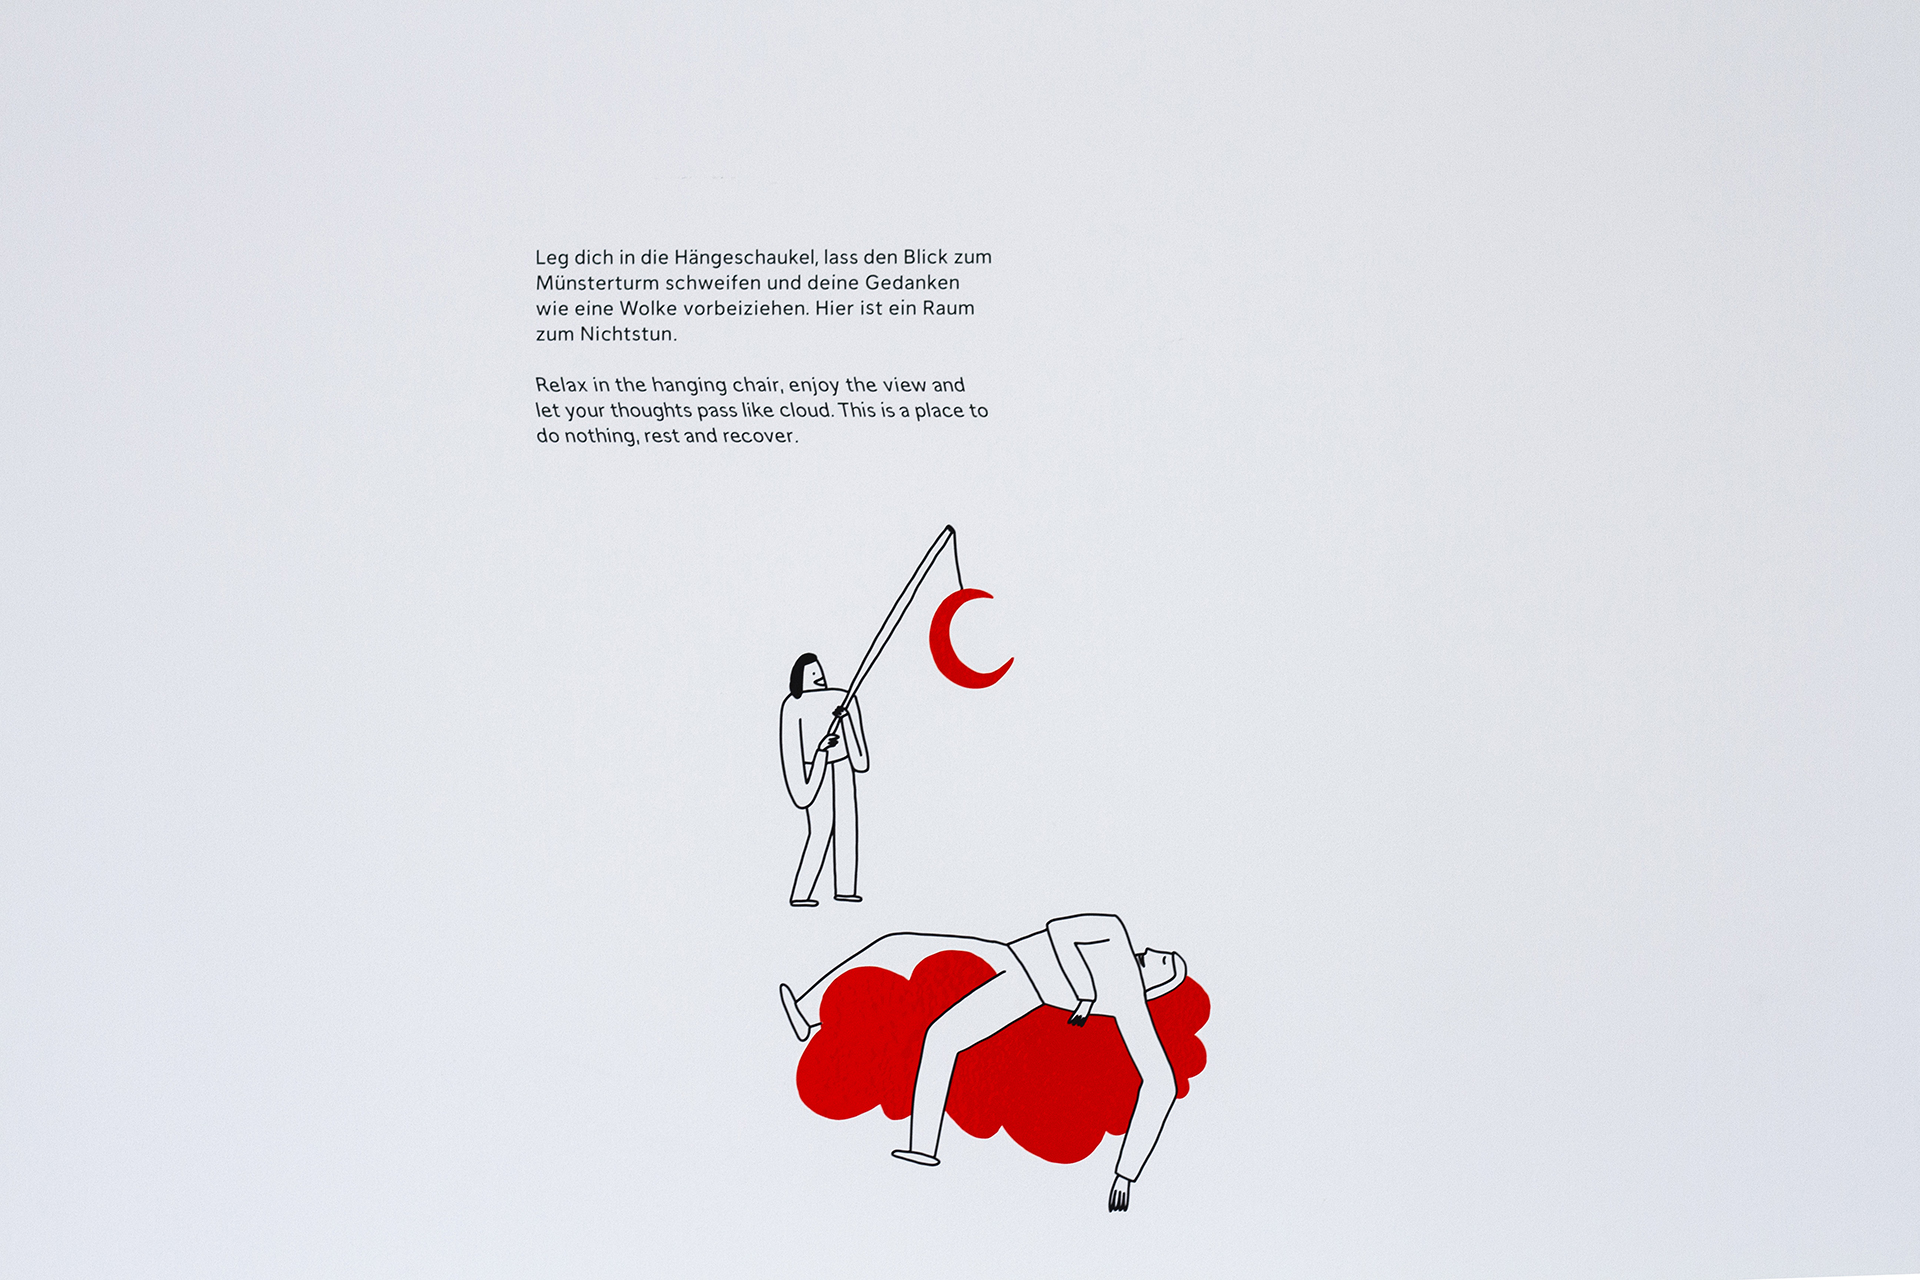 Leg dich in die Hängeschaukel, lass den Blick zum
Münsterturm schweifen und deine Gedanken
wie eine Wolke vorbeiziehen. Hier ist ein Raum
zum Nichtstun.
Relax in the hanging chair, enjoy the view and
let your thoughts pass like cloud. This is a place to
do nothing, rest and recover.